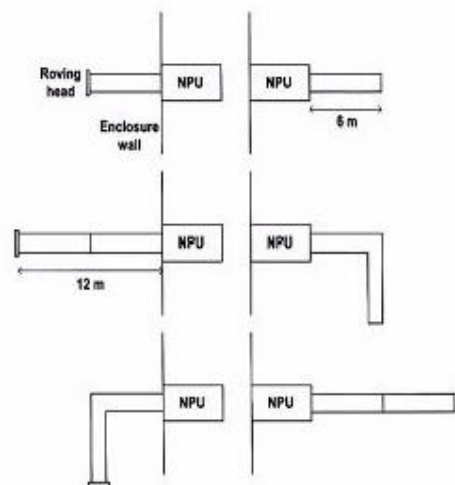 Roving
head
NPU
NPU
6 m
Enclosure
wall
NPU
NPU
12 m
NPU
NPU